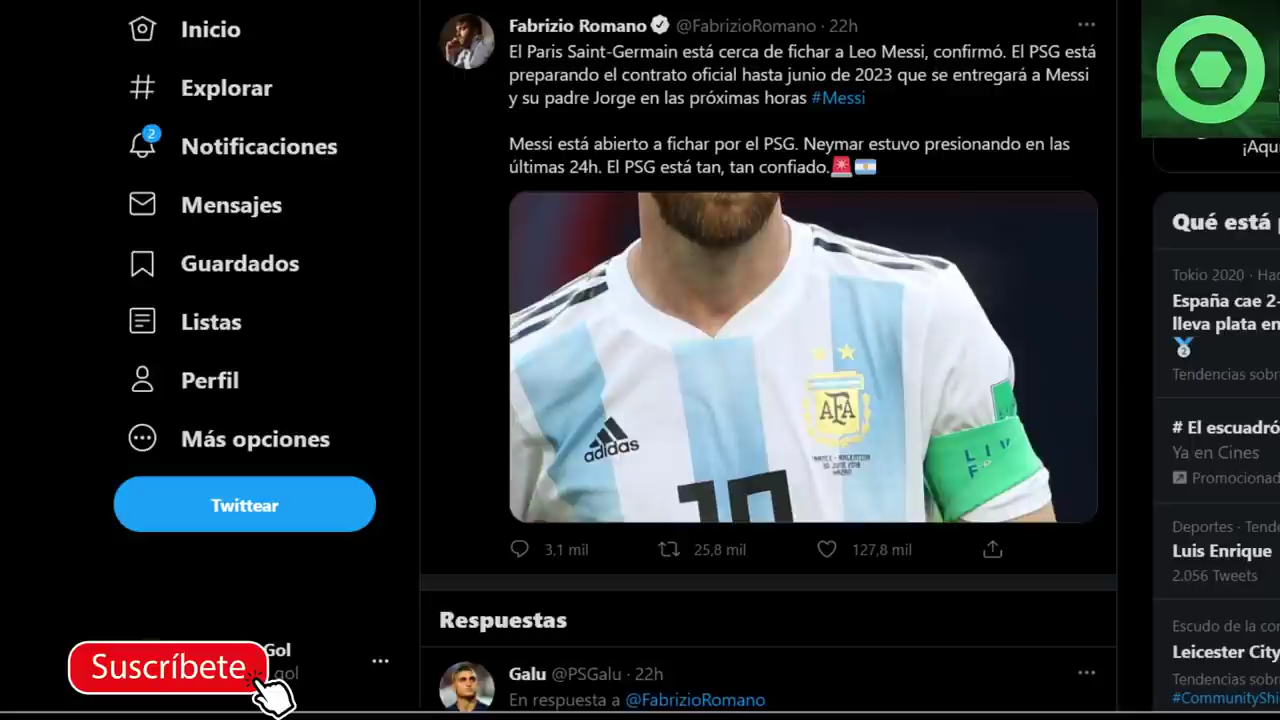 Inicio
Explorar
2
Notificaciones
Mensajes
Guardados
Listas
Perfil
Más opciones
Twittear
Gol
gol
Suscríbete
Fabrizio Romano @FabrizioRomano · 22h
El Paris Saint-Germain está cerca de fichar a Leo Messi, confirmó. El PSG está
preparando el contrato oficial hasta junio de 2023 que se entregará a Messi
y su padre Jorge en las próximas horas #Messi
Messi está abierto a fichar por el PSG. Neymar estuvo presionando en las
últimas 24h. El PSG está tan, tan confiado.
AFA
adidas
10
3,1 mil
25,8 mil
127,8 mil
Respuestas
Galu @PSGalu · 22h
En respuesta a @FabrizioRomano
¡Aqu
Qué está
Tokio 2020 · Ha
España cae 2-
lleva plata en
Tendencias sobr
# El escuadró
Ya en Cines
Promocionad
Deportes · Tend
Luis Enrique
2.056 Tweets
Escudo de la co
Leicester City
Tendencias sobr
#CommunityShi